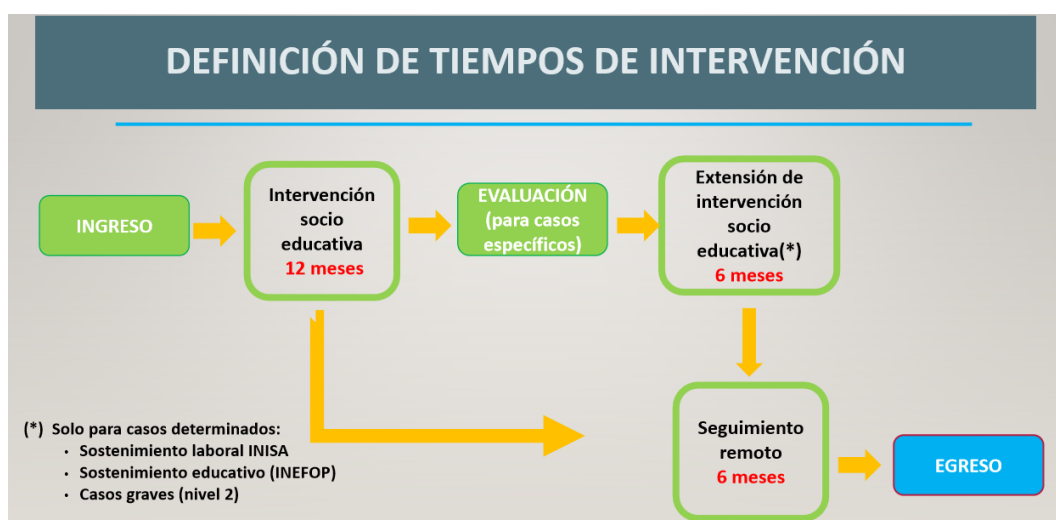 DEFINICIÓN DE TIEMPOS DE INTERVENCIÓN
INGRESO
Intervención
socio
educativa
12 meses
EVALUACIÓN
(para casos
específicos)
Extensión de
intervención
socio
educativa(*)
6 meses
Seguimiento
remoto
6 meses
EGRESO
(*) Solo para casos determinados:
• Sostenimiento laboral INISA
• Sostenimiento educativo (INEFOP)
• Casos graves (nivel 2)